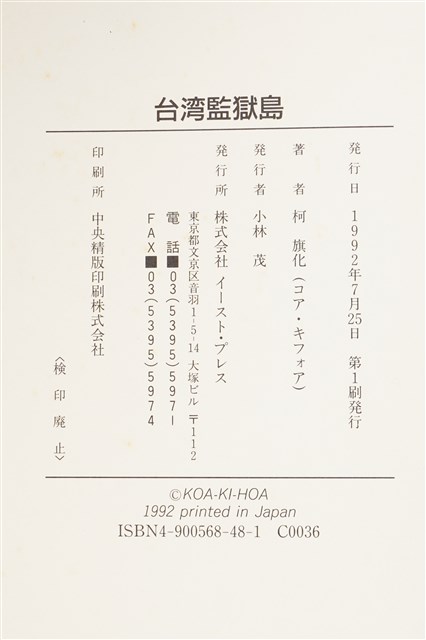 台湾監獄島
発行日 1992年7月25日 第1刷発行
著者 柯 旗化(コア・キフォア)
発行者 小林 茂
発行所 株式会社 イースト・プレス
東京都文京区音羽1-5-14 大塚ビル 〒112
電話■03(5395)5971
FAX■03(5395)5974
印刷所 中央精版印刷株式会社
〈検印廃止〉
©KOA-KI-HOA
1992 printed in Japan
ISBN4-900568-48-1 C0036